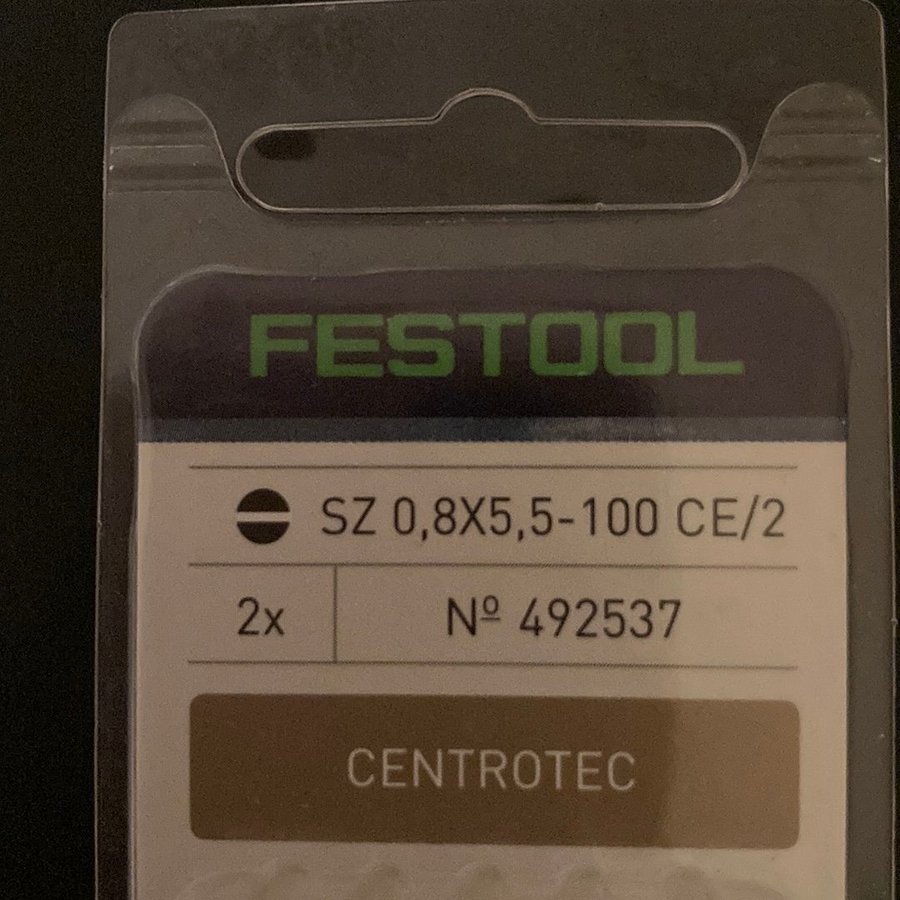 FESTOOL
SZ 0,8X5,5-100 CE/2
2x
Nº 492537
CENTROTEC